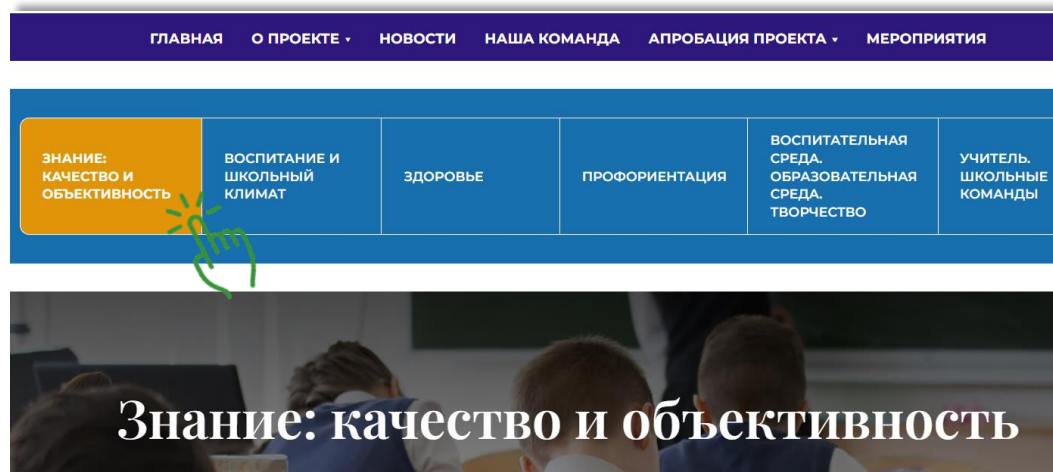 ГЛАВНАЯ О ПРОЕКТЕ НОВОСТИ НАША КОМАНДА АПРОБАЦИЯ ПРОЕКТА МЕРОПРИЯТИЯ
ЗНАНИЕ:
КАЧЕСТВО И
ОБЪЕКТИВНОСТЬ
ВОСПИТАНИЕ И
ШКОЛЬНЫЙ
КЛИМАТ
ЗДОРОВЬЕ
ПРОФОРИЕНТАЦИЯ
ВОСПИТАТЕЛЬНАЯ
СРЕДА.
ОБРАЗОВАТЕЛЬНАЯ
СРЕДА.
ТВОРЧЕСТВО
УЧИТЕЛЬ.
ШКОЛЬНЫЕ
КОМАНДЫ
Знание: качество и объективность